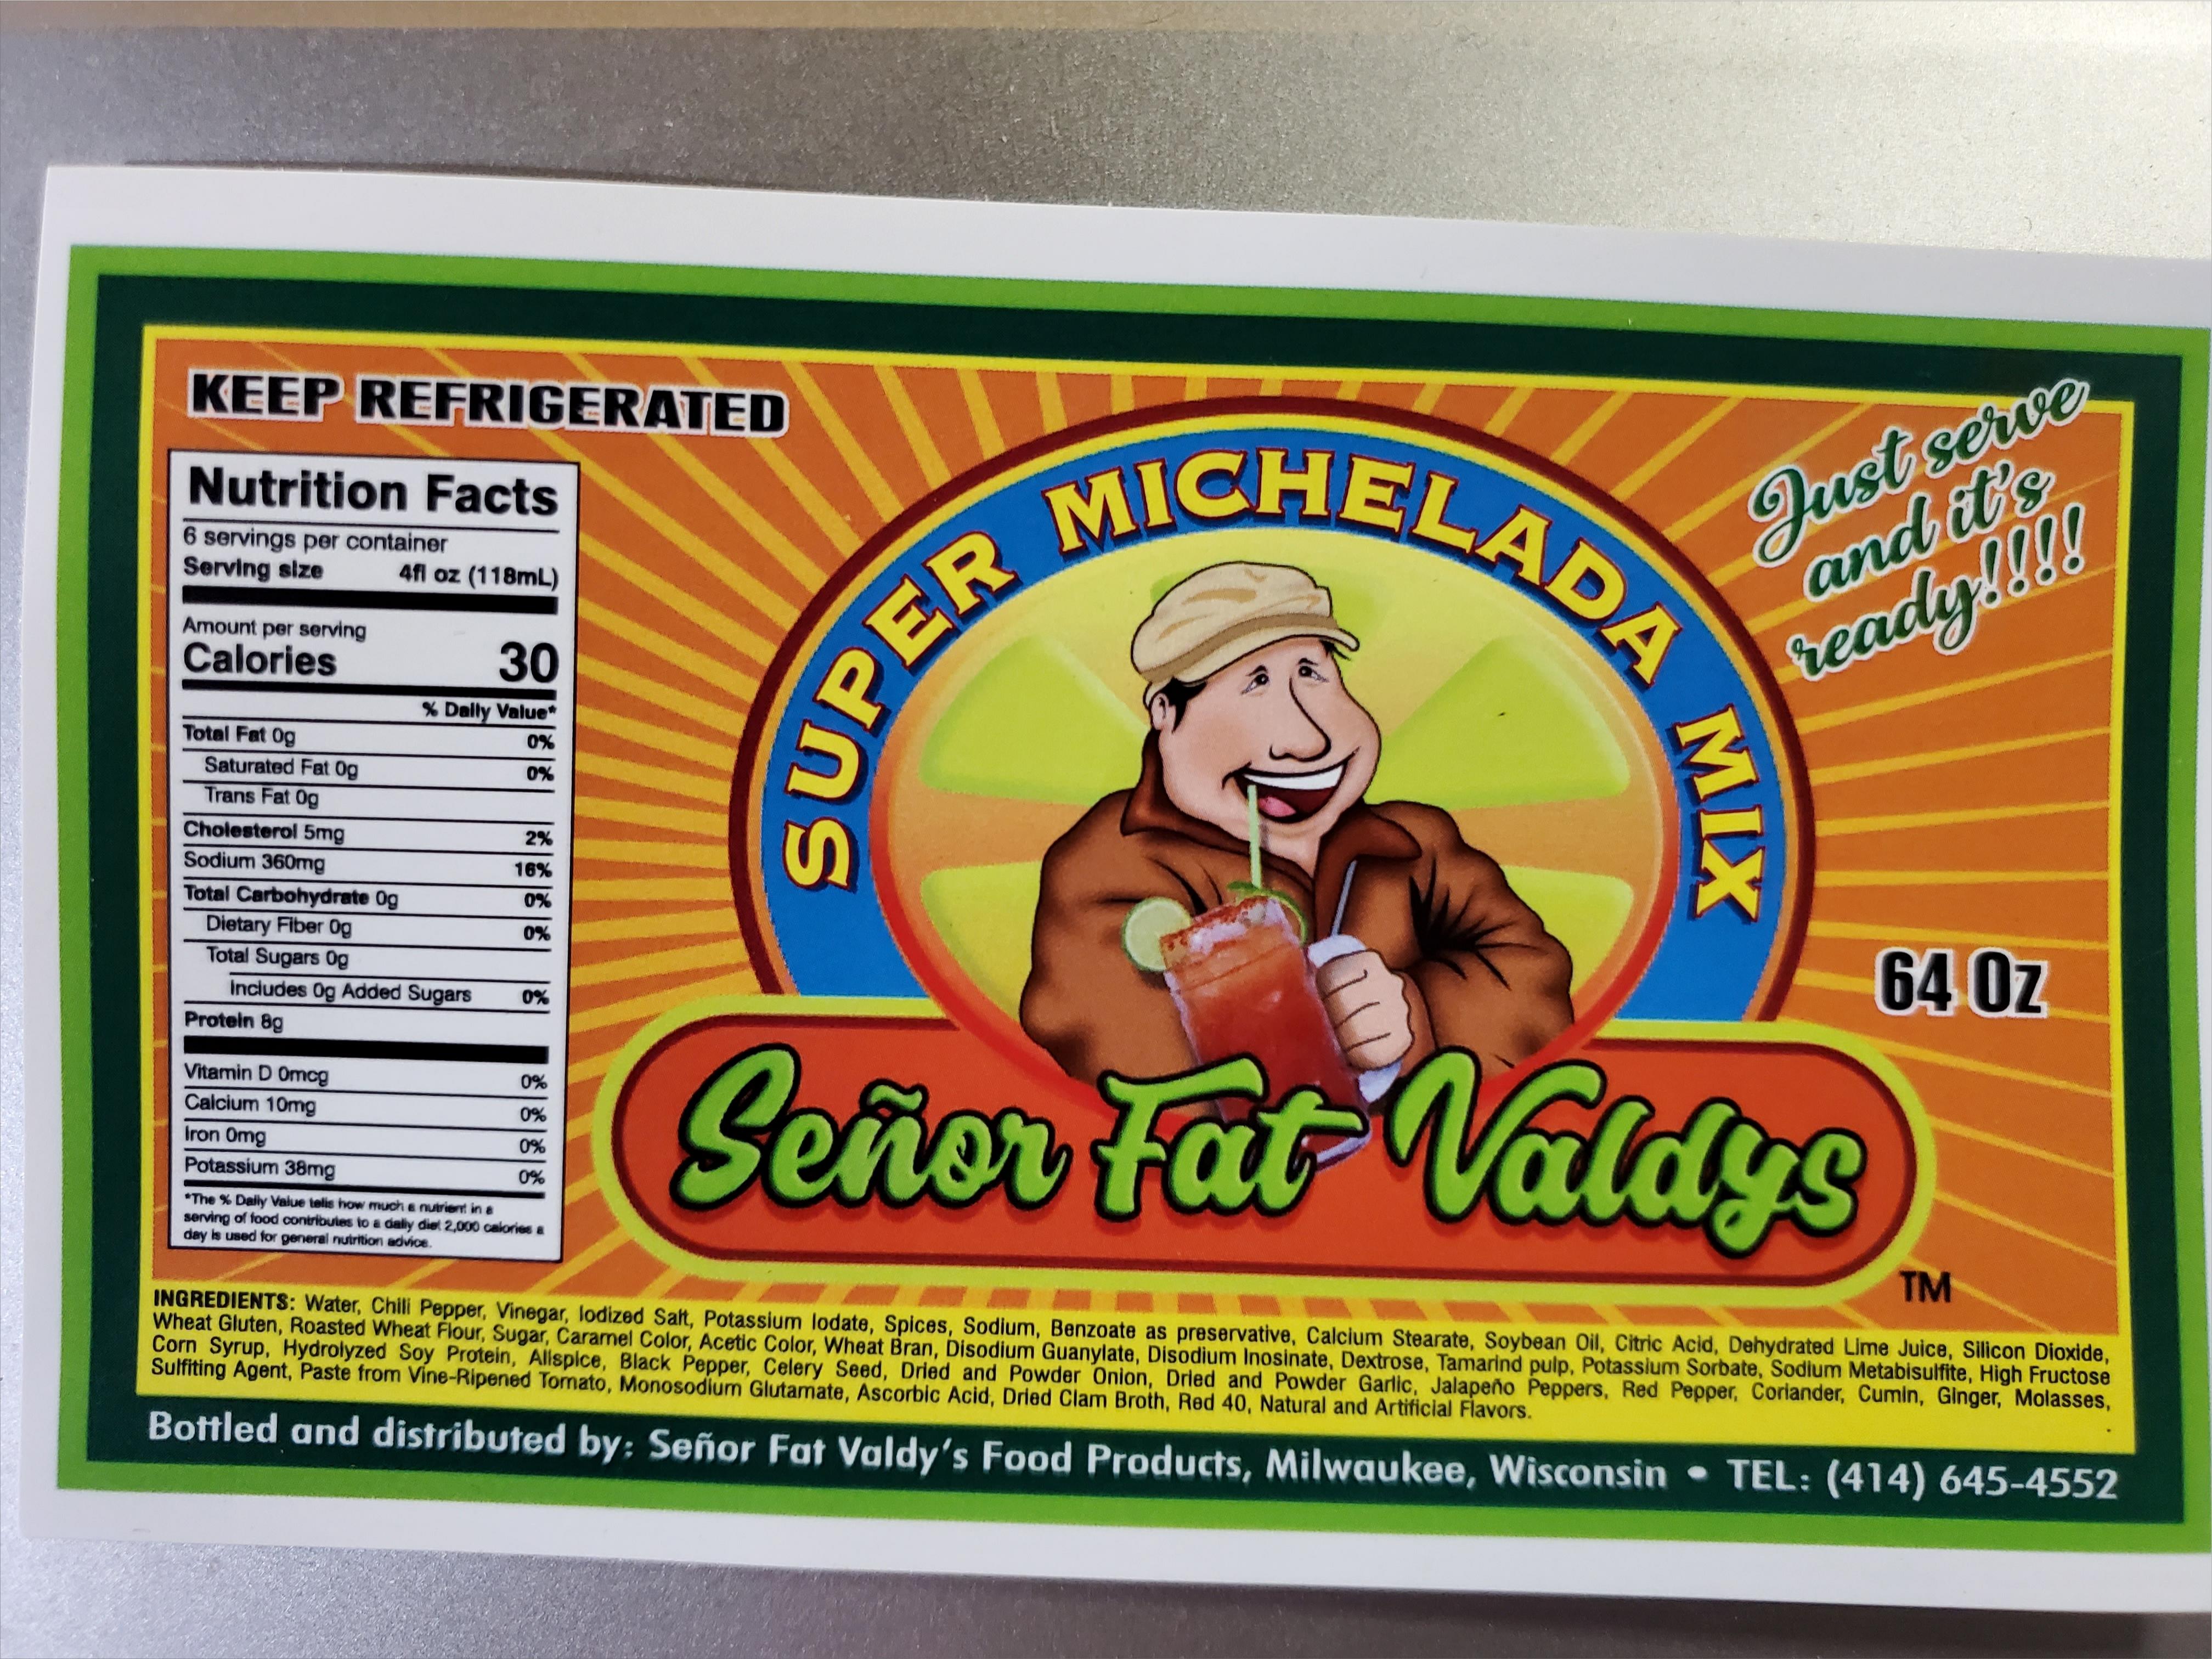 KEEP REFRIGERATED
Nutrition Facts
6 servings per container
Serving size 4fl oz (118mL)
Amount per serving
Calories 30
% Daily Value*
Total Fat 0g 0%
Saturated Fat 0g 0%
Trans Fat 0g
Cholesterol 5mg 2%
Sodium 360mg 16%
Total Carbohydrate 0g 0%
Dietary Fiber 0g 0%
Total Sugars 0g
Includes 0g Added Sugars 0%
Protein 8g
Vitamin D 0mcg 0%
Calcium 10mg 0%
Iron 0mg 0%
Potassium 38mg 0%
*The % Daily Value tells how much a nutrient in a
serving of food contributes to a daily diet 2,000 calories a
day is used for general nutrition advice.
SUPER MICHELADA MIX
Señor Fat Valdys
TM
Just serve
and it's
ready!!!!
64 Oz
INGREDIENTS: Water, Chili Pepper, Vinegar, Iodized Salt, Potassium Iodate, Spices, Sodium, Benzoate as preservative, Calcium Stearate, Soybean Oil, Citric Acid, Dehydrated Lime Juice, Silicon Dioxide,
Wheat Gluten, Roasted Wheat Flour, Sugar, Caramel Color, Acetic Color, Wheat Bran, Disodium Guanylate, Disodium Inosinate, Dextrose, Tamarind pulp, Potassium Sorbate, Sodium Metabisulfite, High Fructose
Corn Syrup, Hydrolyzed Soy Protein, Allspice, Black Pepper, Celery Seed, Dried and Powder Onion, Dried and Powder Garlic, Jalapeño Peppers, Red Pepper, Coriander, Cumin, Ginger, Molasses,
Sulfiting Agent, Paste from Vine-Ripened Tomato, Monosodium Glutamate, Ascorbic Acid, Dried Clam Broth, Red 40, Natural and Artificial Flavors.
Bottled and distributed by: Señor Fat Valdy's Food Products, Milwaukee, Wisconsin • TEL: (414) 645-4552